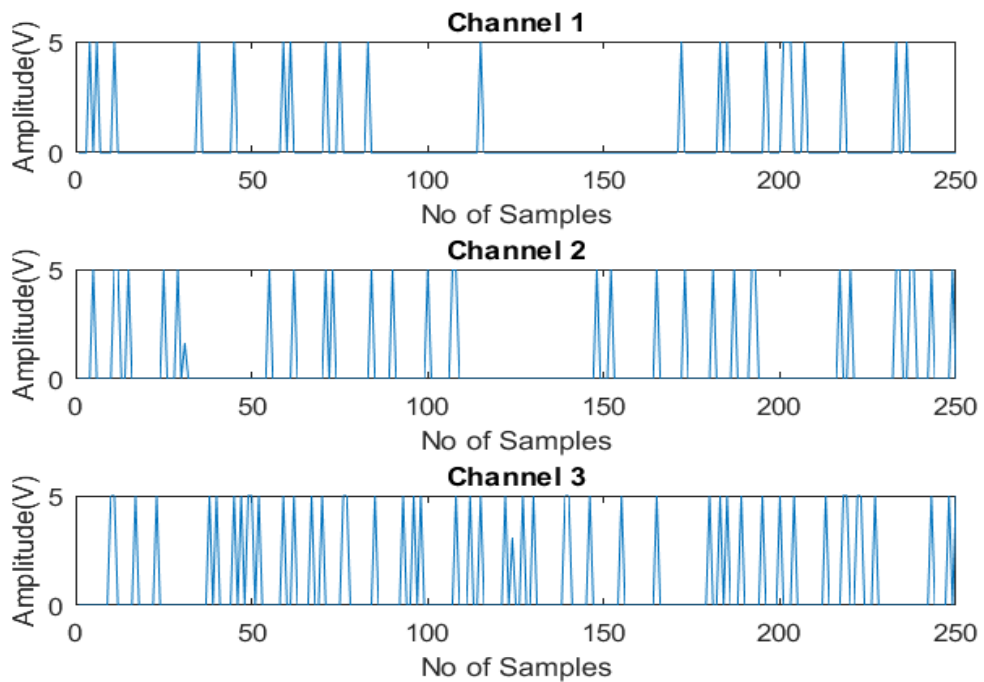 Channel 1
Amplitude(V)
5
0
0 50 100 150 200 250
No of Samples
Channel 2
Amplitude(V)
5
0
0 50 100 150 200 250
No of Samples
Channel 3
Amplitude(V)
5
0
0 50 100 150 200 250
No of Samples